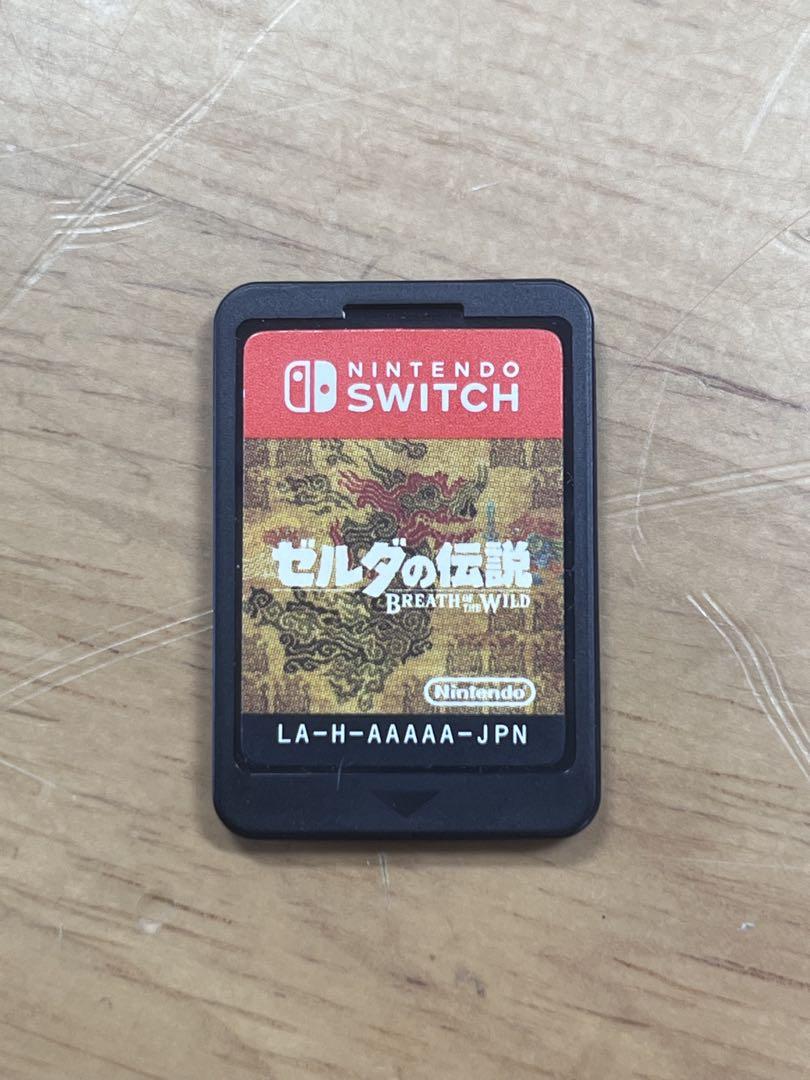 NINTENDO
SWITCH
ゼルダの伝説
BREATH OF THE WILD
Nintendo
LA-H-AAAAA-JPN